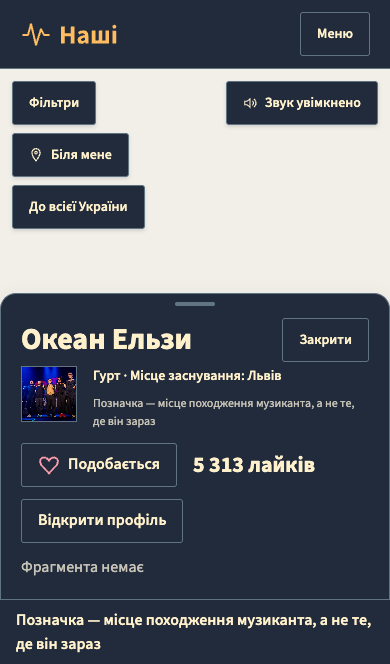 Наші
Меню
Фільтри
Звук увімкнено
Біля мене
До всієї України
Океан Ельзи
Закрити
Гурт · Місце заснування: Львів
Позначка — місце походження музиканта, а не те,
де він зараз
Подобається
5 313 лайків
Відкрити профіль
Фрагмента немає
Позначка — місце походження музиканта, а не те,
де він зараз